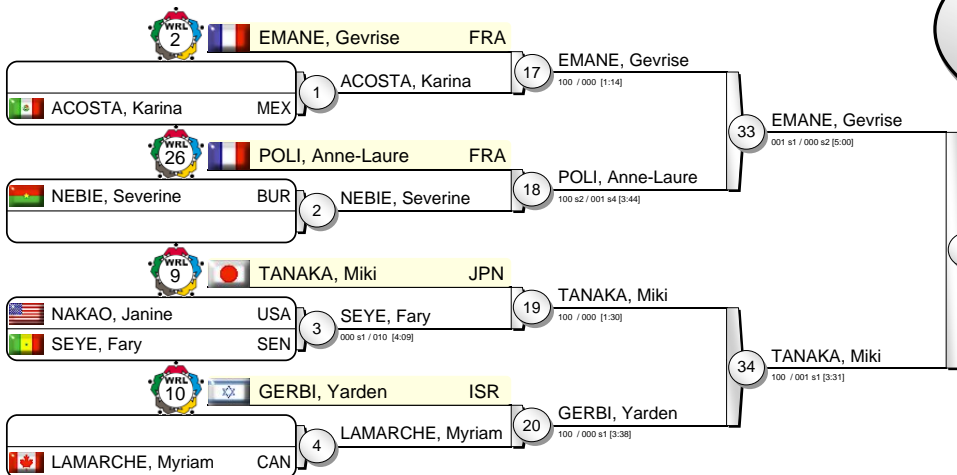 WRL 2 EMANE, Gevrise FRA
ACOSTA, Karina MEX
1 ACOSTA, Karina
17 EMANE, Gevrise
100 / 000 [1:14]
WRL 26 POLI, Anne-Laure FRA
NEBIE, Severine BUR
2 NEBIE, Severine
18 POLI, Anne-Laure
100 s2 / 001 s4 [3:44]
33 EMANE, Gevrise
001 s1 / 000 s2 [5:00]
WRL 9 TANAKA, Miki JPN
NAKAO, Janine USA
SEYE, Fary SEN
3 SEYE, Fary
000 s1 / 010 [4:09]
19 TANAKA, Miki
100 / 000 [1:30]
WRL 10 GERBI, Yarden ISR
LAMARCHE, Myriam CAN
4 LAMARCHE, Myriam
20 GERBI, Yarden
100 / 000 s1 [3:38]
34 TANAKA, Miki
100 / 001 s1 [3:31]